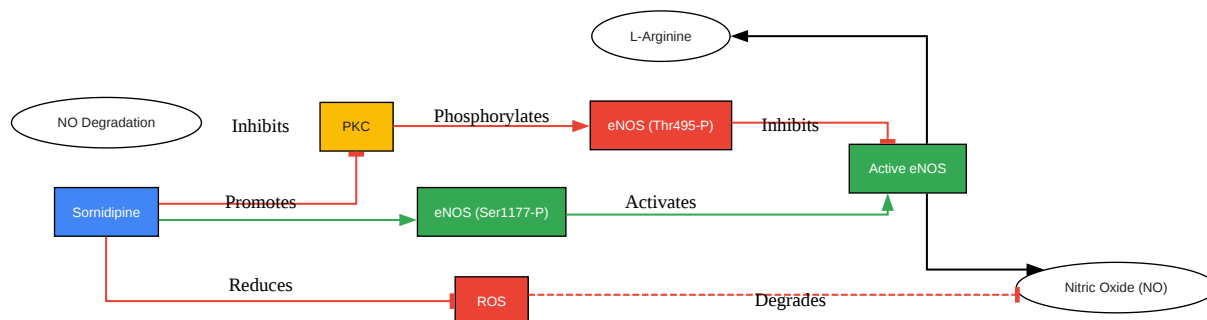 L-Arginine
NO Degradation
Inhibits
PKC
Phosphorylates
eNOS (Thr495-P)
Inhibits
Active eNOS
Sornidipine
Promotes
eNOS (Ser1177-P)
Activates
Reduces
ROS
Degrades
Nitric Oxide (NO)